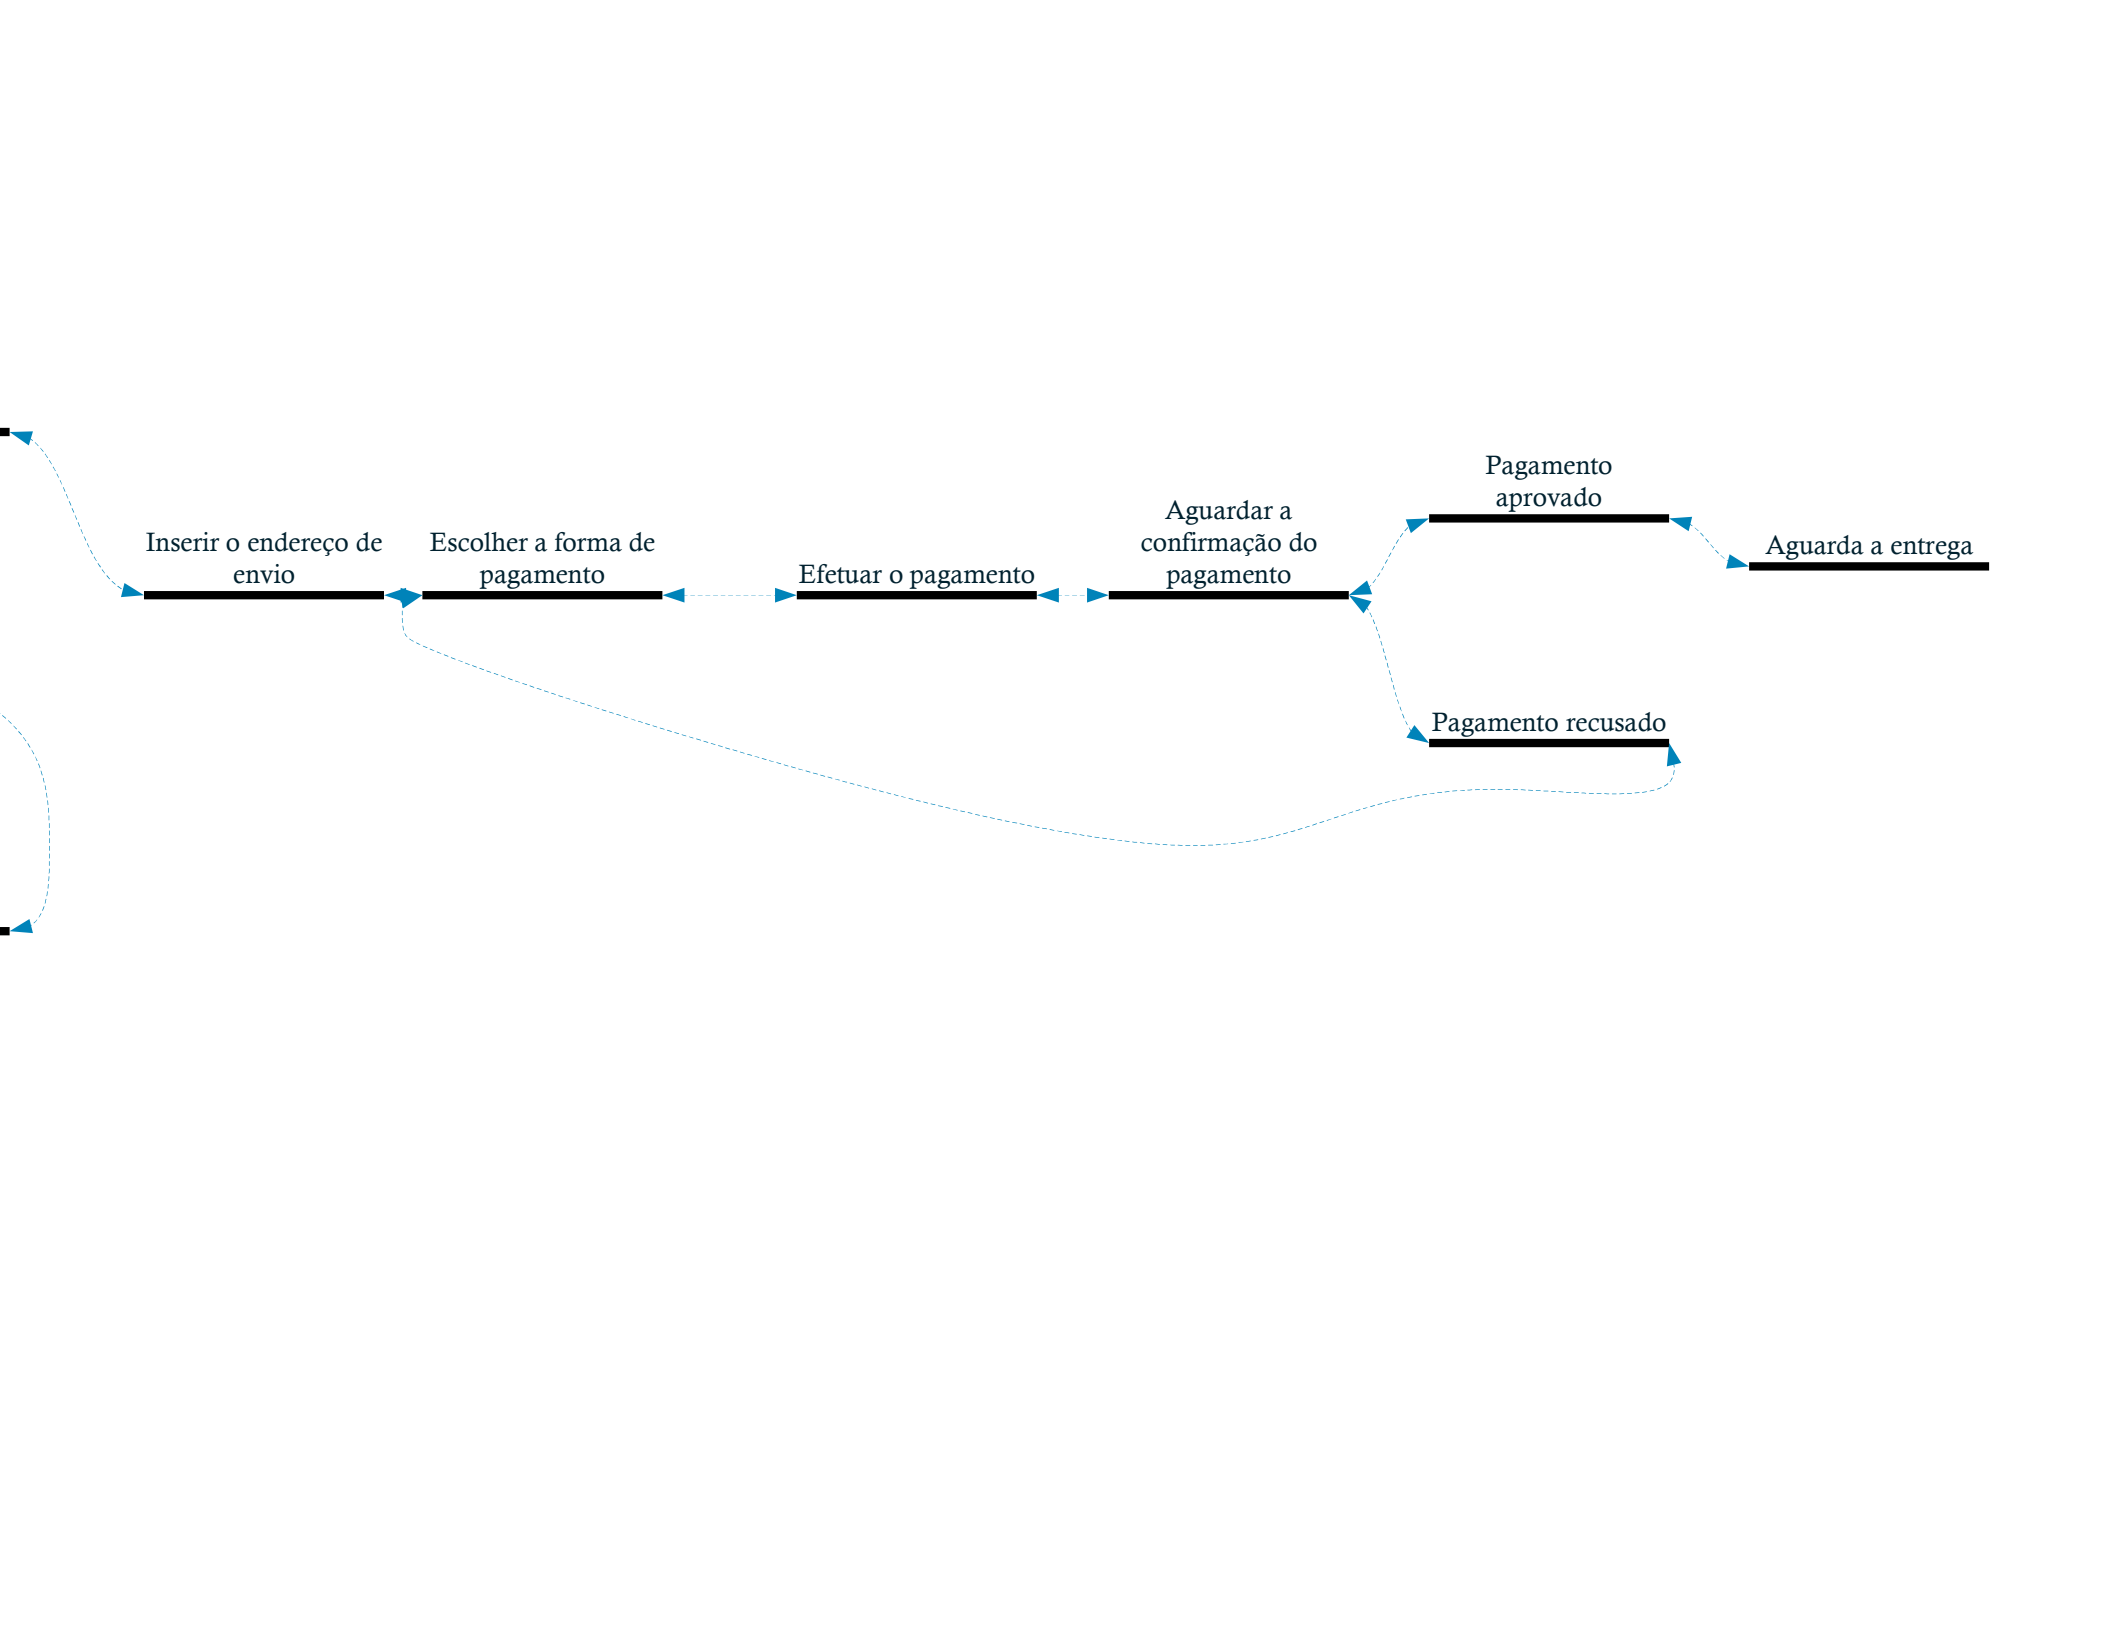 Inserir o endereço de
envio
Escolher a forma de
pagamento
Efetuar o pagamento
Aguardar a
confirmação do
pagamento
Pagamento
aprovado
Aguarda a entrega
Pagamento recusado